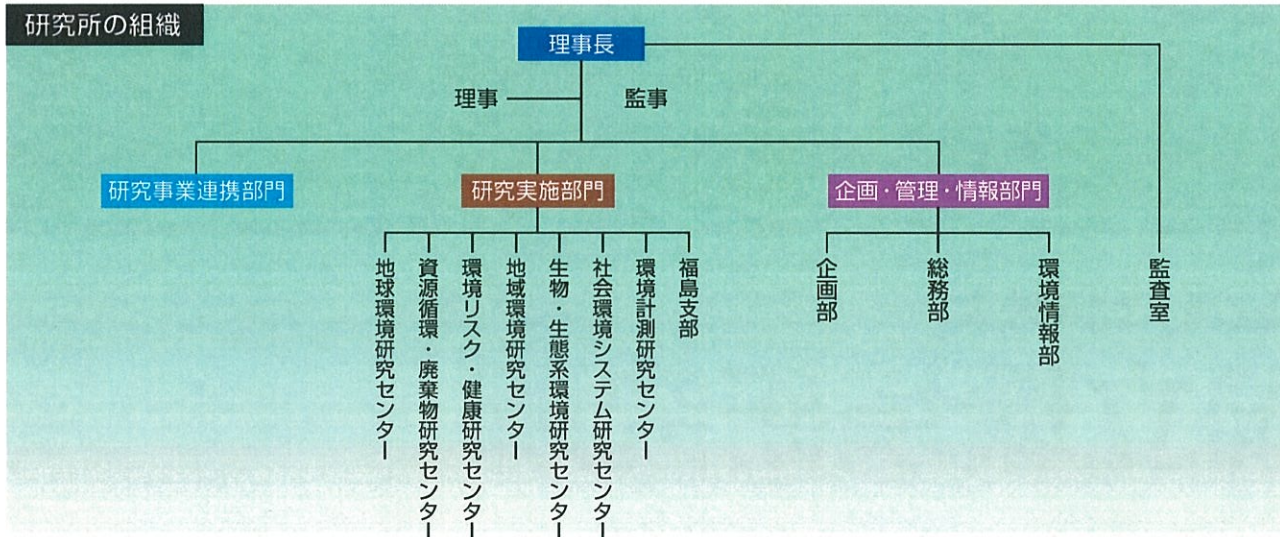 研究所の組織
理事長
理事
監事
研究事業連携部門
研究実施部門
企画・管理・情報部門
地球環境研究センター
資源循環・廃棄物研究センター
環境リスク・健康研究センター
地域環境研究センター
生物・生態系環境研究センター
社会環境システム研究センター
環境計測研究センター
福島支部
企画部
総務部
環境情報部
監査室